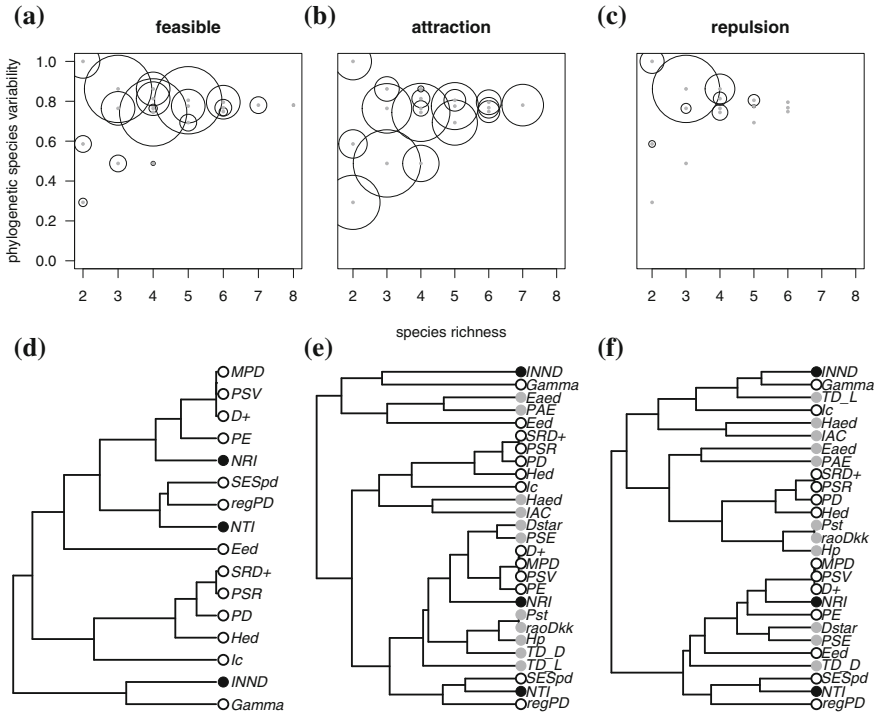 (a) feasible
(b) attraction
(c) repulsion
phylogenetic species variability
1.0
0.8
0.6
0.4
0.2
0.0
2 3 4 5 6 7 8
2 3 4 5 6 7 8
2 3 4 5 6 7 8
species richness
(d)
MPD
PSV
D+
PE
NRI
SESpd
regPD
NTI
Eed
SRD+
PSR
PD
Hed
Ic
INND
Gamma
(e)
INND
Gamma
Eaed
PAE
Eed
SRD+
PSR
PD
Hed
Ic
Haed
IAC
Dstar
PSE
D+
MPD
PSV
PE
NRI
Pst
raoDkk
Hp
TD_D
TD_L
SESpd
NTI
regPD
(f)
INND
Gamma
TD_L
Ic
Haed
IAC
Eaed
PAE
SRD+
PSR
PD
Hed
Pst
raoDkk
Hp
MPD
PSV
D+
NRI
PE
Dstar
PSE
Eed
TD_D
SESpd
NTI
regPD